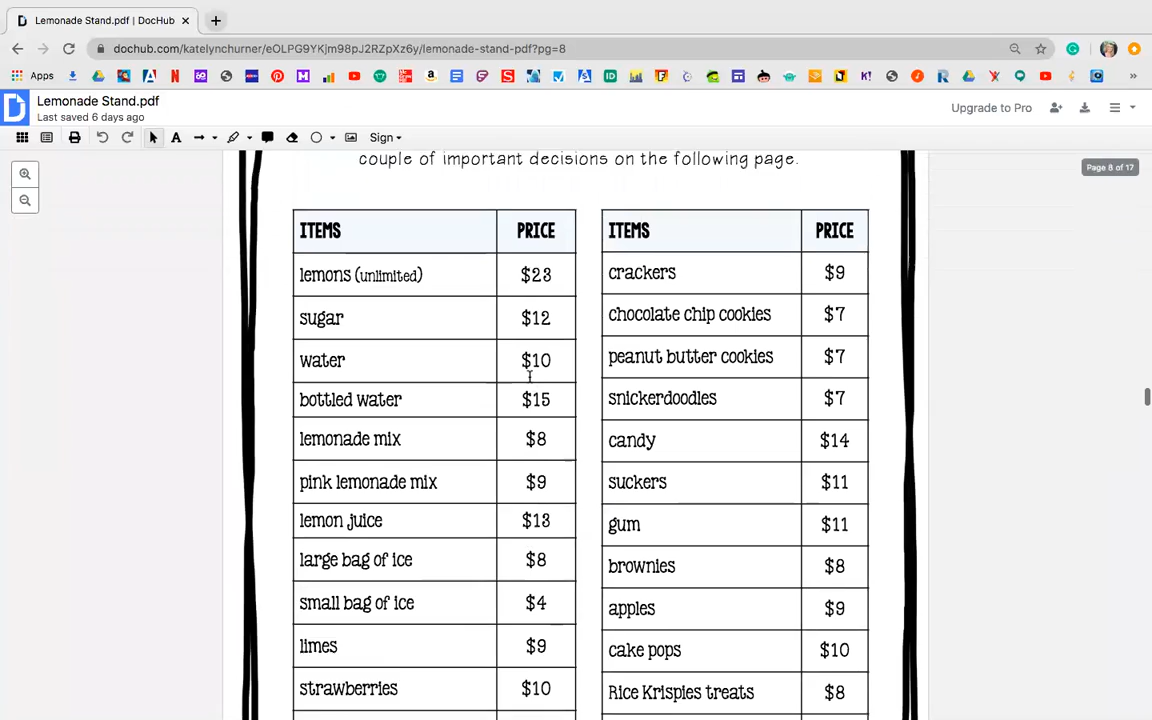 Lemonade Stand.pdf | DocHub
dochub.com/katelynchurner/eOLPG9YKjm98pJ2RZpXz6y/lemonade-stand-pdf?pg=8
Apps
Lemonade Stand.pdf
Last saved 6 days ago
Upgrade to Pro
Sign
Page 8 of 17
couple of important decisions on the following page.
ITEMS PRICE
lemons (unlimited) $23
sugar $12
water $10
bottled water $15
lemonade mix $8
pink lemonade mix $9
lemon juice $13
large bag of ice $8
small bag of ice $4
limes $9
strawberries $10
ITEMS PRICE
crackers $9
chocolate chip cookies $7
peanut butter cookies $7
snickerdoodles $7
candy $14
suckers $11
gum $11
brownies $8
apples $9
cake pops $10
Rice Krispies treats $8